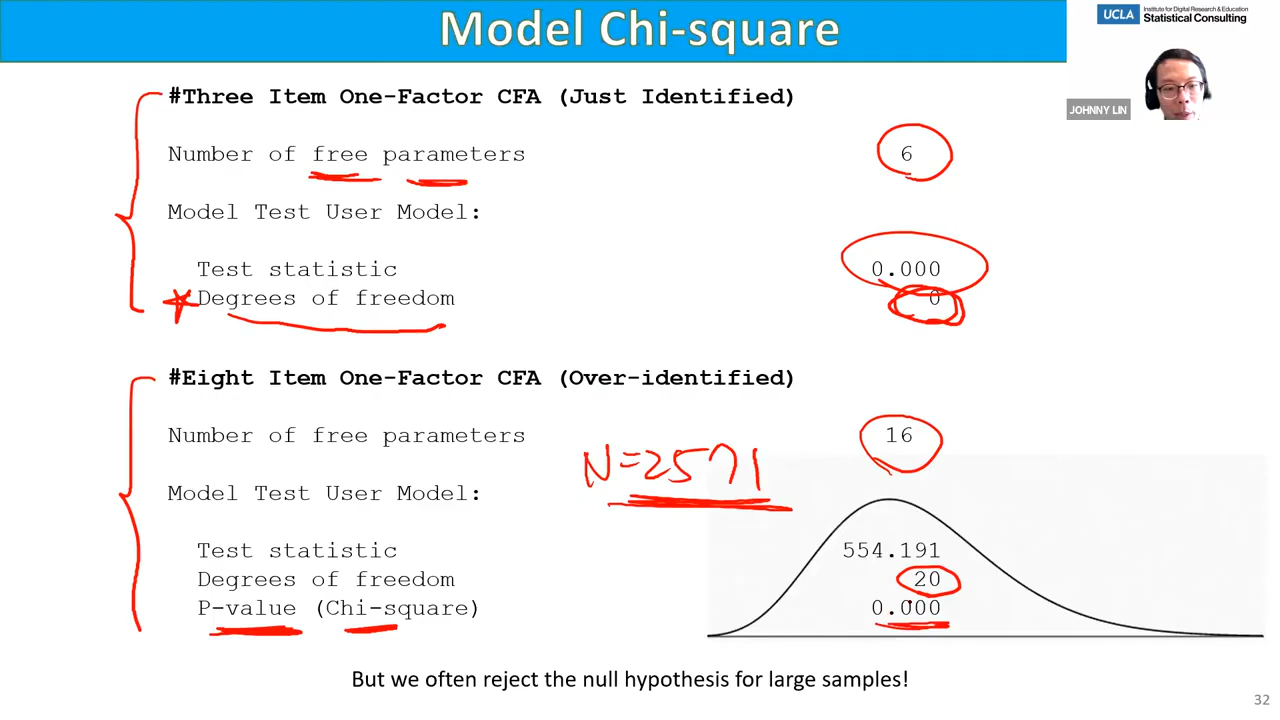 Model Chi-square
UCLA
Institute for Digital Research & Education
Statistical Consulting
JOHNNY LIN
#Three Item One-Factor CFA (Just Identified)
Number of free parameters 6
Model Test User Model:
Test statistic 0.000
Degrees of freedom 0
#Eight Item One-Factor CFA (Over-identified)
Number of free parameters 16
N=2571
Model Test User Model:
Test statistic 554.191
Degrees of freedom 20
P-value (Chi-square) 0.000
But we often reject the null hypothesis for large samples!
32